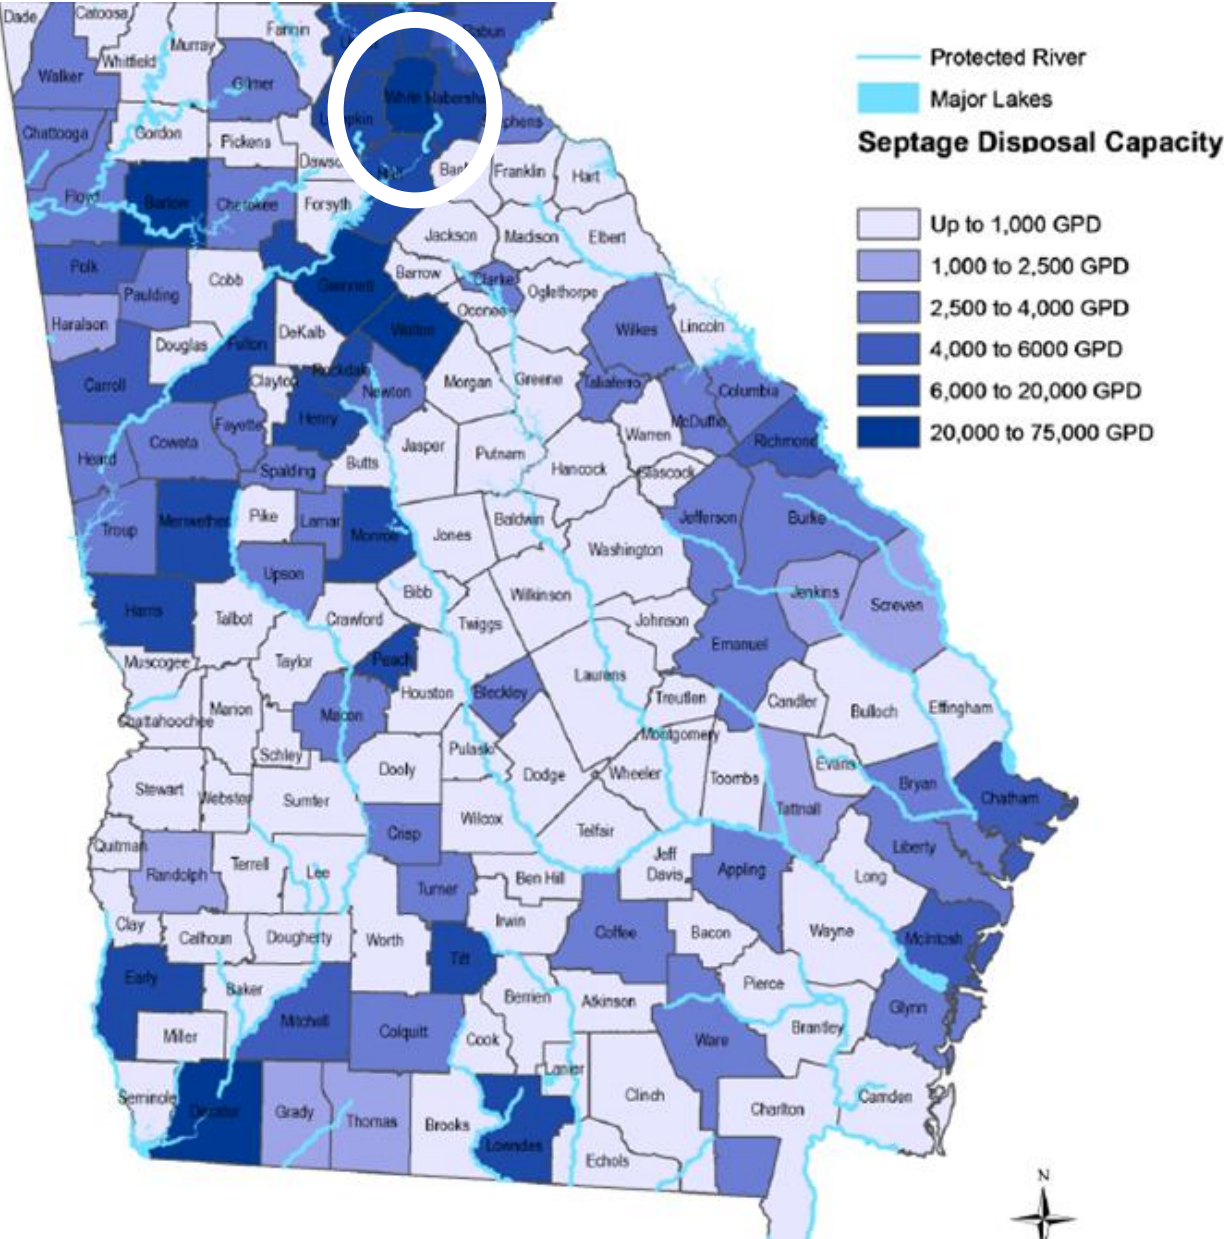 Dade
Catoosa
Fannin
Rabun
Murray
Whitfield
Walker
Gilmer
White
Chattooga
Gordon
Pickens
Franklin
Hart
Floyd
Cherokee
Forsyth
Jackson
Madison
Elbert
Polk
Cobb
Barrow
Clarke
Oglethorpe
Paulding
Gwinnett
Oconee
Haralson
Douglas
Fulton
DeKalb
Walton
Wilkes
Lincoln
Carroll
Clayton
Rockdale
Newton
Morgan
Greene
Taliaferro
Columbia
McDuffie
Fayette
Henry
Coweta
Jasper
Putnam
Hancock
Warren
Richmond
Heard
Spalding
Butts
Glascock
Troup
Meriwether
Pike
Lamar
Monroe
Jones
Baldwin
Washington
Jefferson
Burke
Upson
Bibb
Wilkinson
Jenkins
Screven
Harris
Talbot
Crawford
Twiggs
Johnson
Emanuel
Muscogee
Taylor
Peach
Houston
Bleckley
Laurens
Treutlen
Candler
Bulloch
Effingham
Chattahoochee
Marion
Macon
Montgomery
Schley
Pulaski
Dooly
Dodge
Wheeler
Toombs
Evans
Bryan
Chatham
Stewart
Webster
Sumter
Wilcox
Telfair
Tattnall
Quitman
Crisp
Liberty
Randolph
Terrell
Lee
Turner
Ben Hill
Jeff
Davis
Appling
Long
Clay
Calhoun
Dougherty
Worth
Irwin
Coffee
Bacon
Wayne
McIntosh
Tift
Early
Baker
Berrien
Atkinson
Pierce
Glynn
Miller
Mitchell
Colquitt
Cook
Ware
Brantley
Lanier
Seminole
Decatur
Grady
Thomas
Brooks
Lowndes
Clinch
Charlton
Camden
Echols
Protected River
Major Lakes
Septage Disposal Capacity
Up to 1,000 GPD
1,000 to 2,500 GPD
2,500 to 4,000 GPD
4,000 to 6000 GPD
6,000 to 20,000 GPD
20,000 to 75,000 GPD
N